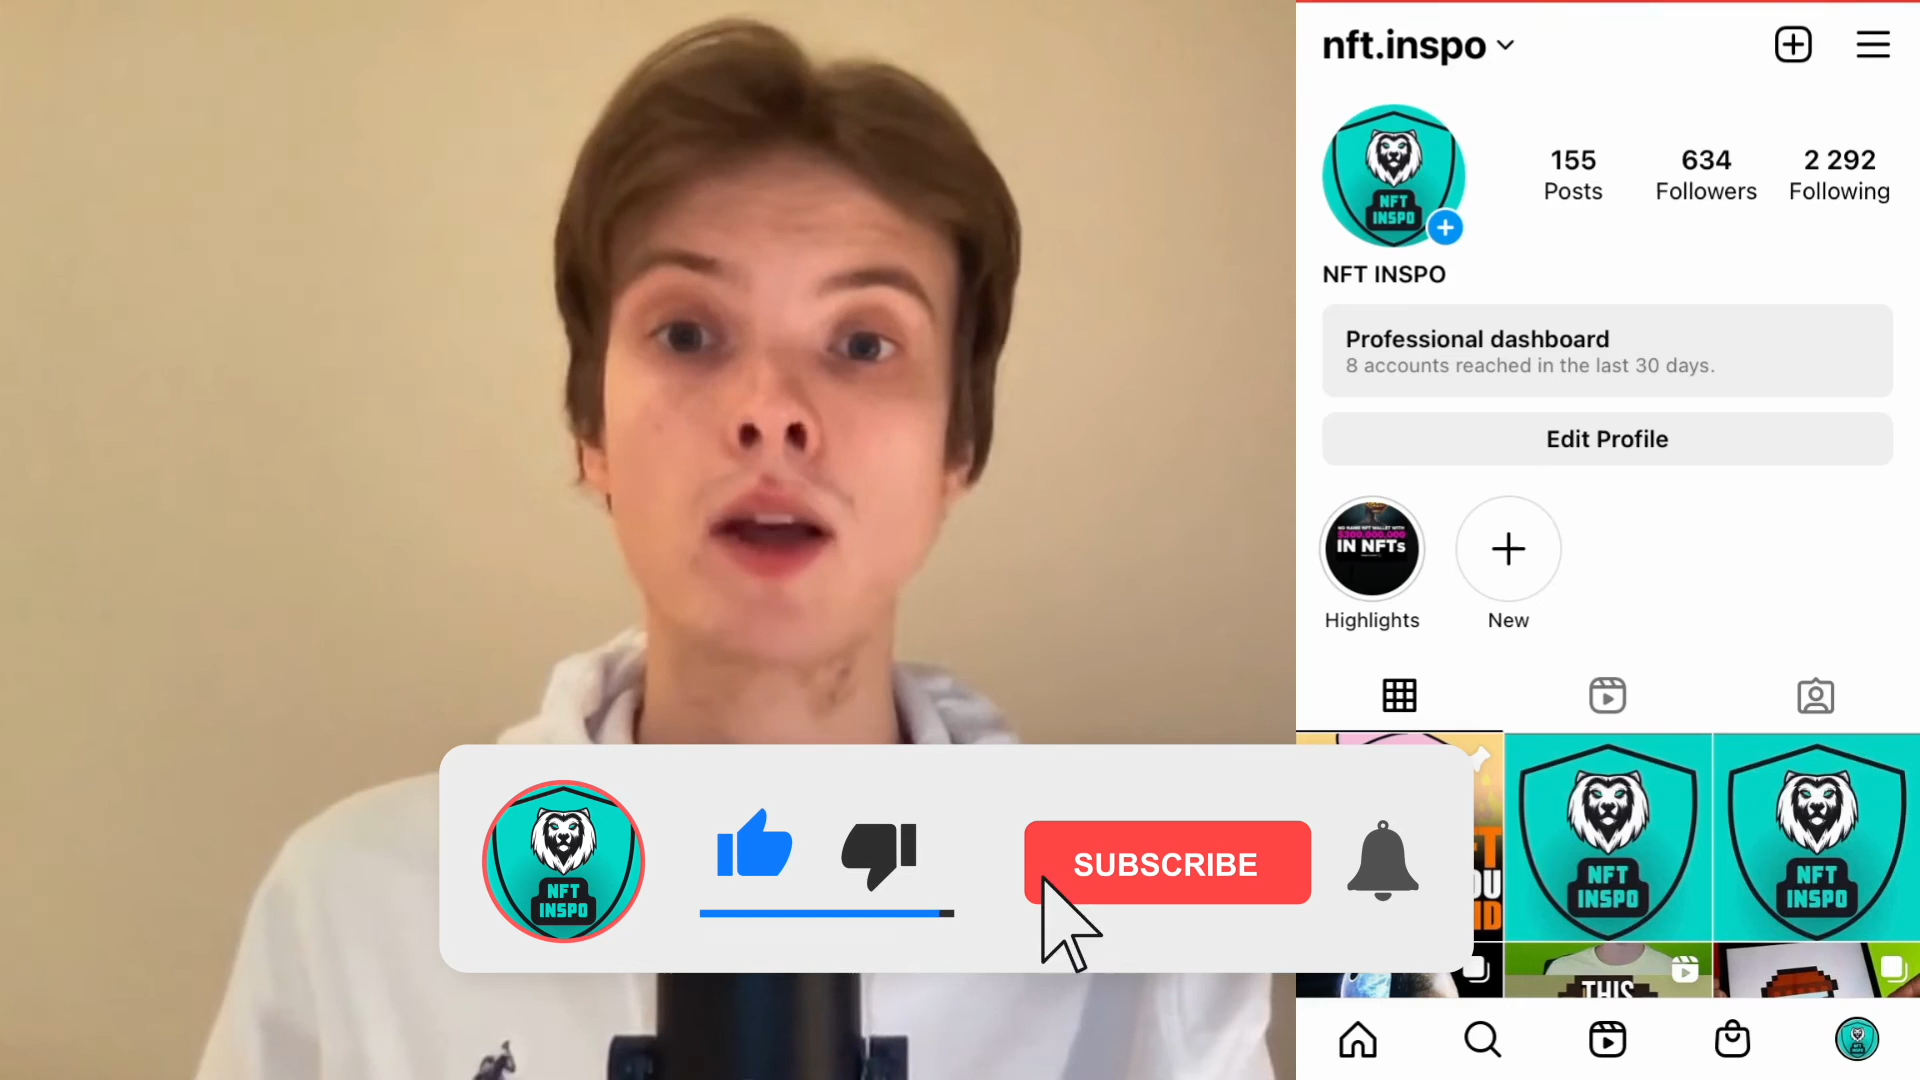 nft.inspo
155
634
2 292
Posts
Followers
Following
NFT
INSPO
NFT INSPO
Professional dashboard
8 accounts reached in the last 30 days.
Edit Profile
IN NFTs
Highlights
New
NFT
INSPO
SUBSCRIBE
NFT
INSPO
NFT
INSPO
THIS